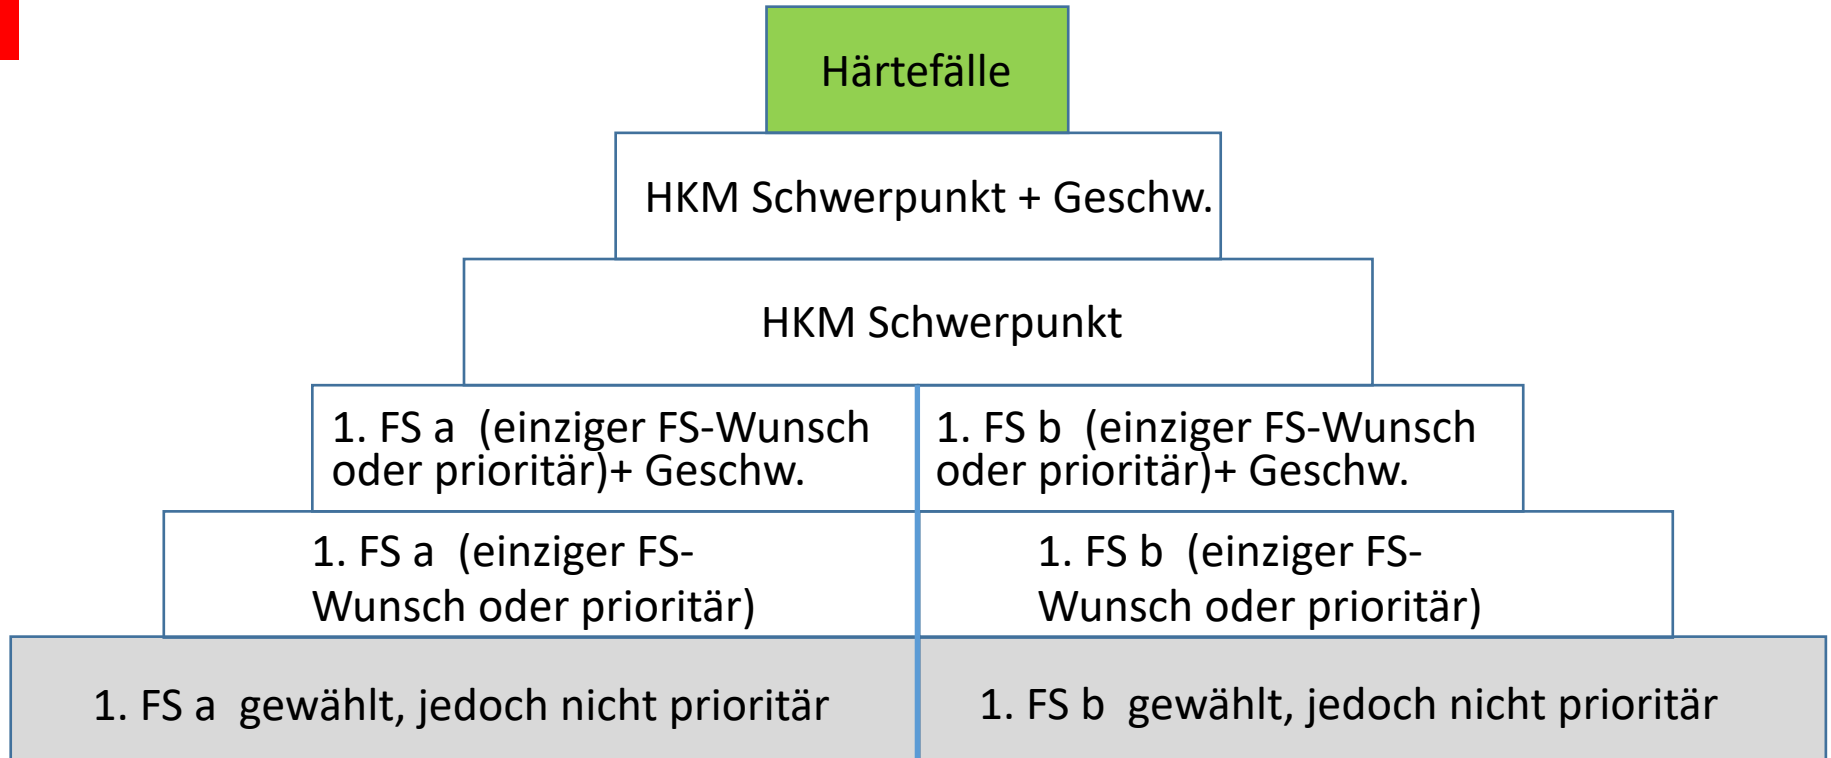 Härtefälle
HKM Schwerpunkt + Geschw.
HKM Schwerpunkt
1. FS a (einziger FS-Wunsch
oder prioritär)+ Geschw.
1. FS b (einziger FS-Wunsch
oder prioritär)+ Geschw.
1. FS a (einziger FS-
Wunsch oder prioritär)
1. FS b (einziger FS-
Wunsch oder prioritär)
1. FS a gewählt, jedoch nicht prioritär
1. FS b gewählt, jedoch nicht prioritär